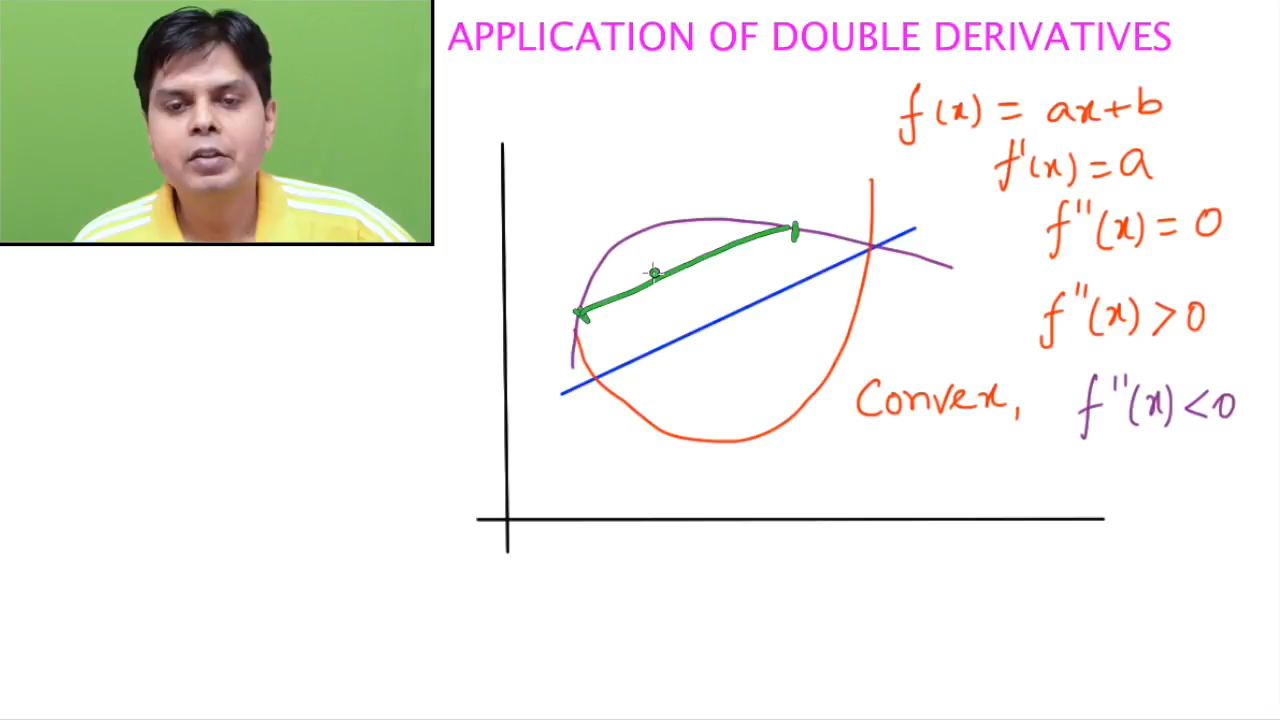 APPLICATION OF DOUBLE DERIVATIVES
f(x) = ax+b
f'(x) = a
f''(x) = 0
f''(x) > 0
Convex, f''(x) < 0